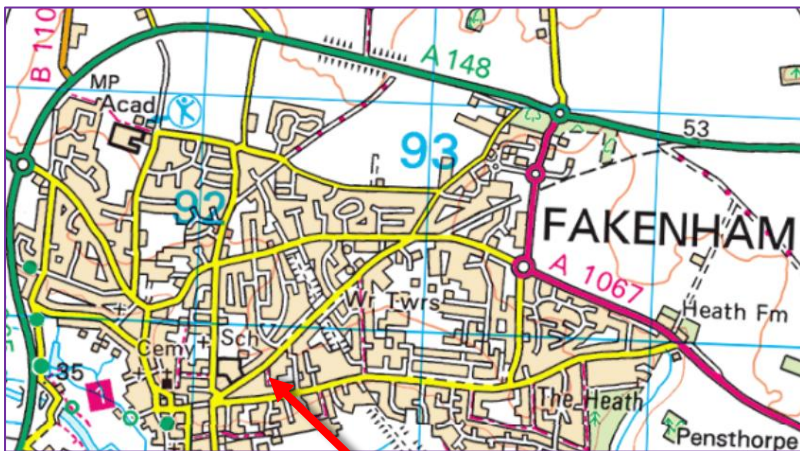 B 110
MP
Acad
A 148
93
53
92
FAKENHAM
A 1067
Wr Twrs
Heath Fm
Sch
Cemy
35
The Heath
Pensthorpe